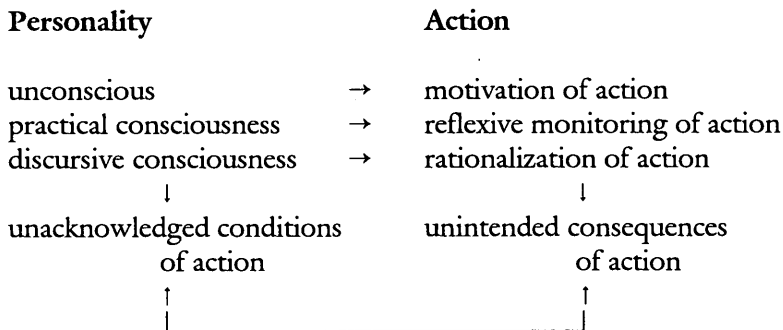 Personality Action
unconscious → motivation of action
practical consciousness → reflexive monitoring of action
discursive consciousness → rationalization of action
↓ ↓
unacknowledged conditions unintended consequences
of action of action
↑ ↑